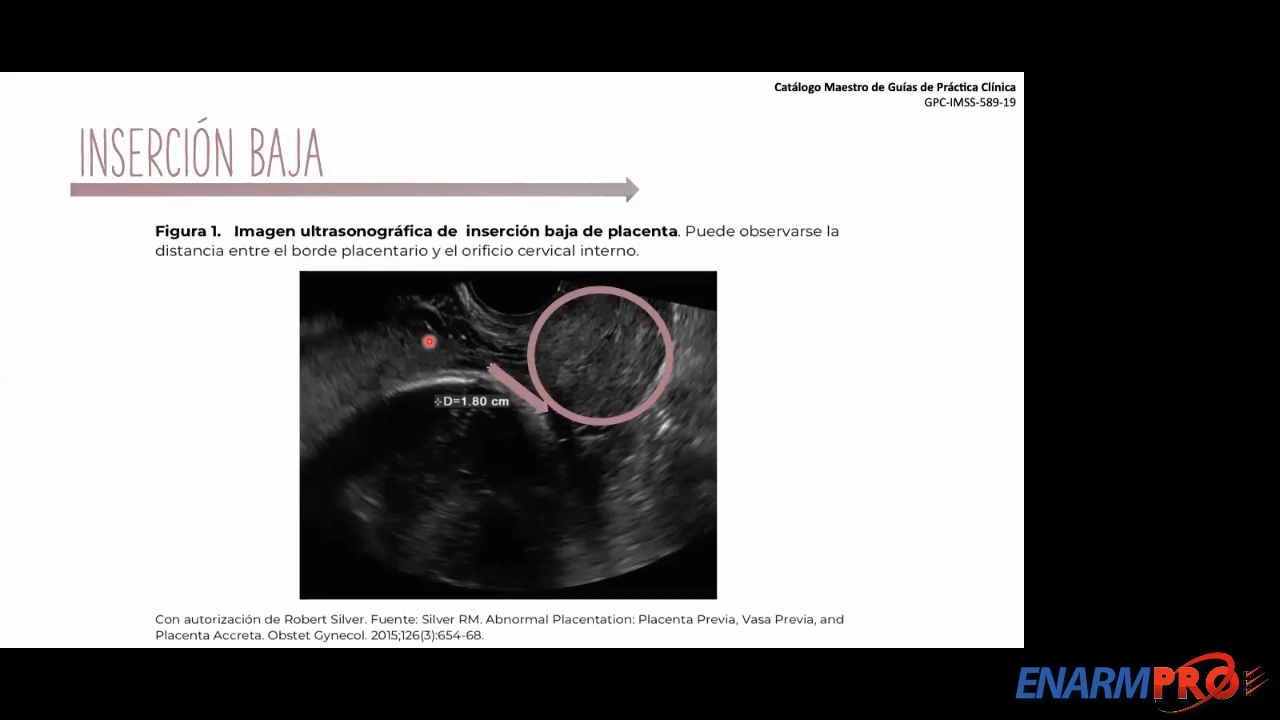 Catálogo Maestro de Guías de Práctica Clínica
GPC-IMSS-589-19
INSERCIÓN BAJA
Figura 1. Imagen ultrasonográfica de inserción baja de placenta. Puede observarse la
distancia entre el borde placentario y el orificio cervical interno.
D=1.80 cm
Con autorización de Robert Silver. Fuente: Silver RM. Abnormal Placentation: Placenta Previa, Vasa Previa, and
Placenta Accreta. Obstet Gynecol. 2015;126(3):654-68.
ENARMPRO